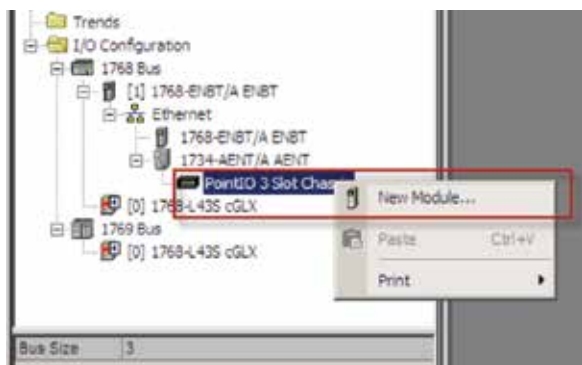 Trends
I/O Configuration
1768 Bus
[1] 1768-ENBT/A ENBT
Ethernet
1768-ENBT/A ENBT
1734-AENT/A AENT
PointIO 3 Slot Chas
New Module...
[0] 1768-L43S cGLX
1769 Bus
Paste Ctrl+V
[0] 1768-L43S cGLX
Print
Bus Size 3